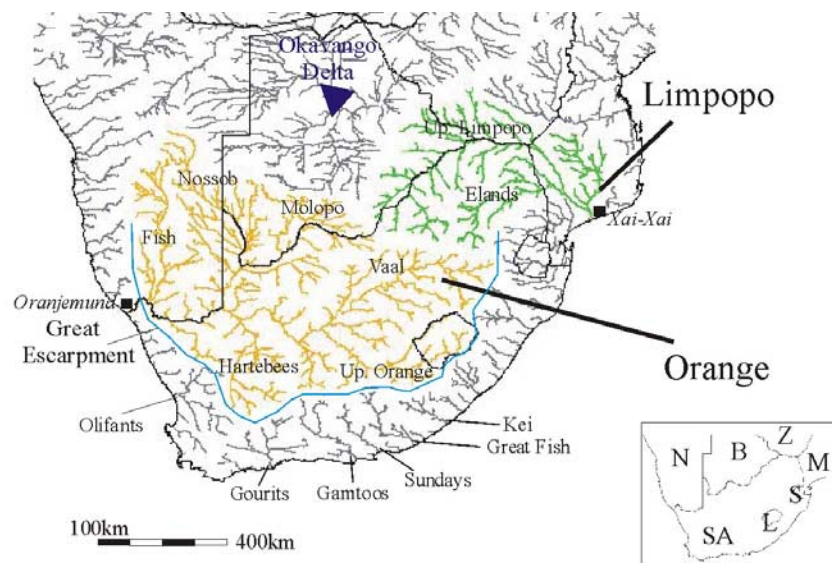 Okavango
Delta
Limpopo
Up. Limpopo
Nossob
Elands
Molopo
Xai-Xai
Fish
Vaal
Oranjemund
Great
Escarpment
Orange
Hartebees
Up. Orange
Olifants
Kei
Great Fish
Sundays
Gourits
Gamtoos
100km
400km
N
B
Z
M
S
L
SA